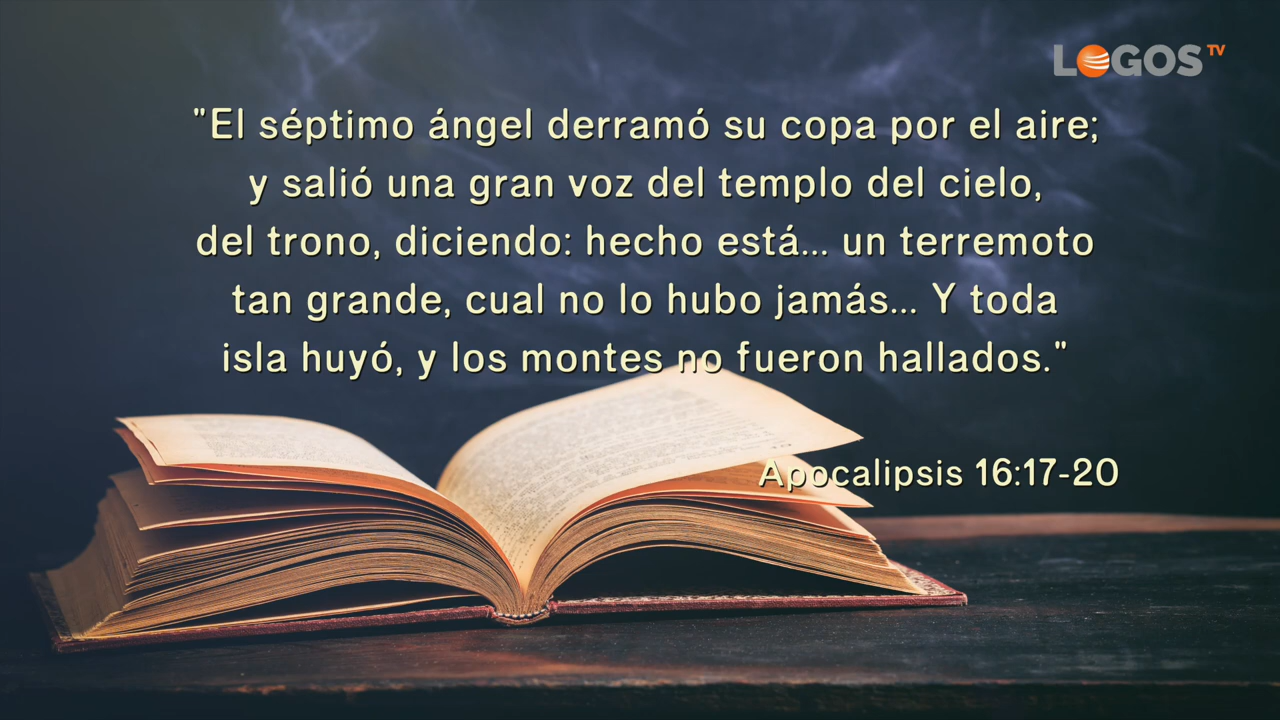 LOGOS TV
"El séptimo ángel derramó su copa por el aire;
y salió una gran voz del templo del cielo,
del trono, diciendo: hecho está... un terremoto
tan grande, cual no lo hubo jamás... Y toda
isla huyó, y los montes no fueron hallados."
Apocalipsis 16:17-20